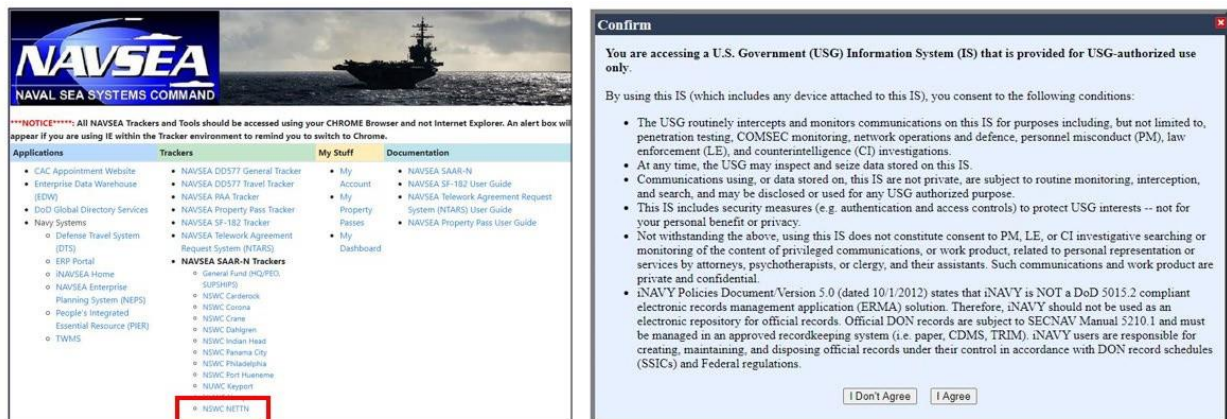 NAVSEA
NAVAL SEA SYSTEMS COMMAND
***NOTICE*****: All NAVSEA Trackers and Tools should be accessed using your CHROME Browser and not Internet Explorer. An alert box will
appear if you are using IE within the Tracker environment to remind you to switch to Chrome.
Applications
CAC Appointment Website
Enterprise Data Warehouse
(EDW)
DoD Global Directory Services
Navy Systems
Defense Travel System
(DTS)
ERP Portal
iNAVSEA Home
NAVSEA Enterprise
Planning System (NEPS)
People's Integrated
Essential Resource (PIER)
TWMS
Trackers
NAVSEA DD577 General Tracker
NAVSEA DD577 Travel Tracker
NAVSEA PAA Tracker
NAVSEA Property Pass Tracker
NAVSEA SF-182 Tracker
NAVSEA Telework Agreement
Request System (NTARS)
NAVSEA SAAR-N Trackers
General Fund (HQ/PEO,
SUPSHIPS)
NSWC Carderock
NSWC Corona
NSWC Crane
NSWC Dahlgren
NSWC Indian Head
NSWC Panama City
NSWC Philadelphia
NSWC Port Hueneme
NUWC Keyport
NSWC NETTN
My Stuff
My
Account
My
Property
Passes
My
Dashboard
Documentation
NAVSEA SAAR-N
NAVSEA SF-182 User Guide
NAVSEA Telework Agreement Request
System (NTARS) User Guide
NAVSEA Property Pass User Guide
Confirm
You are accessing a U.S. Government (USG) Information System (IS) that is provided for USG-authorized use
only.
By using this IS (which includes any device attached to this IS), you consent to the following conditions:
The USG routinely intercepts and monitors communications on this IS for purposes including, but not limited to,
penetration testing, COMSEC monitoring, network operations and defence, personnel misconduct (PM), law
enforcement (LE), and counterintelligence (CI) investigations.
At any time, the USG may inspect and seize data stored on this IS.
Communications using, or data stored on, this IS are not private, are subject to routine monitoring, interception,
and search, and may be disclosed or used for any USG authorized purpose.
This includes security measures (e.g. authentication and access controls) to protect USG interests -- not for
your personal benefit or privacy.
Not withstanding the above, using this IS does not constitute consent to PM, LE, or CI investigative searching or
monitoring of the content of privileged communications, or work product, related to personal representation or
services by attorneys, psychotherapists, or clergy, and their assistants. Such communications and work product are
private and confidential.
iNAVY Policies Document/Version 5.0 (dated 10/1/2012) states that iNAVY is NOT a DoD 5015.2 compliant
electronic records management application (ERMA) solution. Therefore, iNAVY should not be used as an
electronic repository for official records. Official DON records are subject to SECNAV Manual 5210.1 and must
be managed in an approved recordkeeping system (i.e. paper, CDMS, TRIM). iNAVY users are responsible for
creating, maintaining, and disposing official records under their control in accordance with DON record schedules
(SSICs) and Federal regulations.
I Don't Agree
I Agree